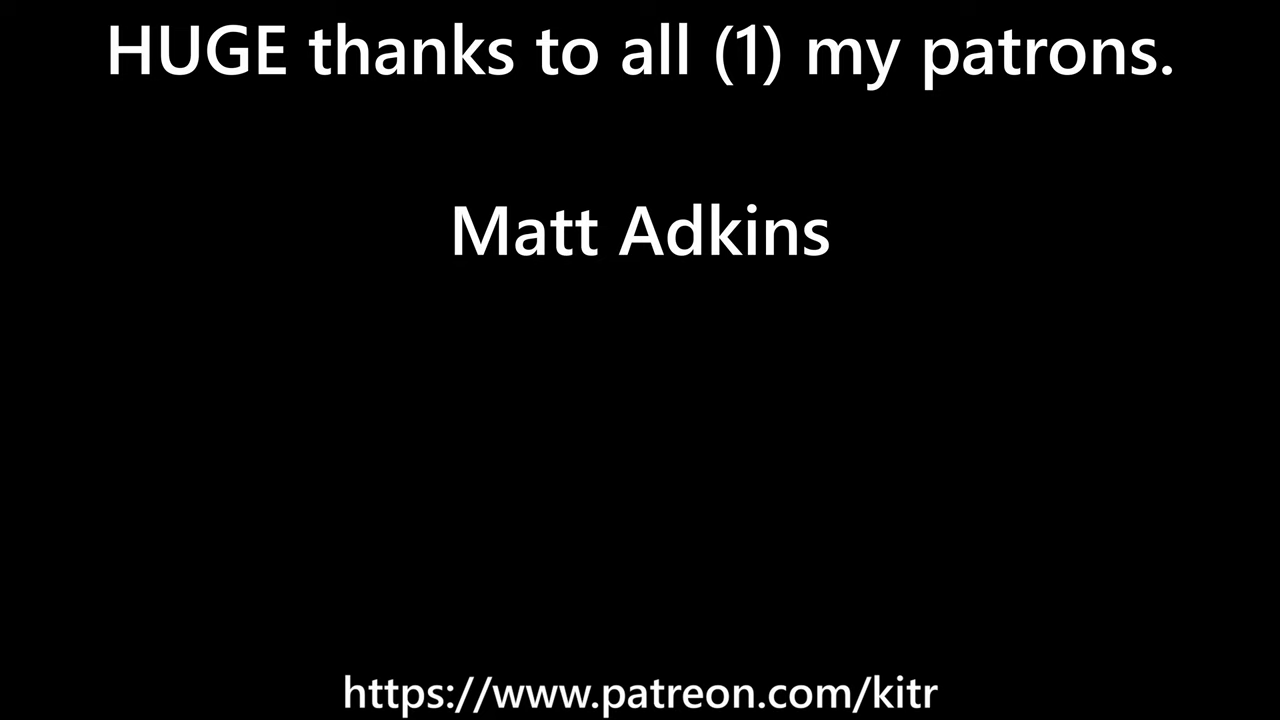 HUGE thanks to all (1) my patrons.
Matt Adkins
https://www.patreon.com/kitr